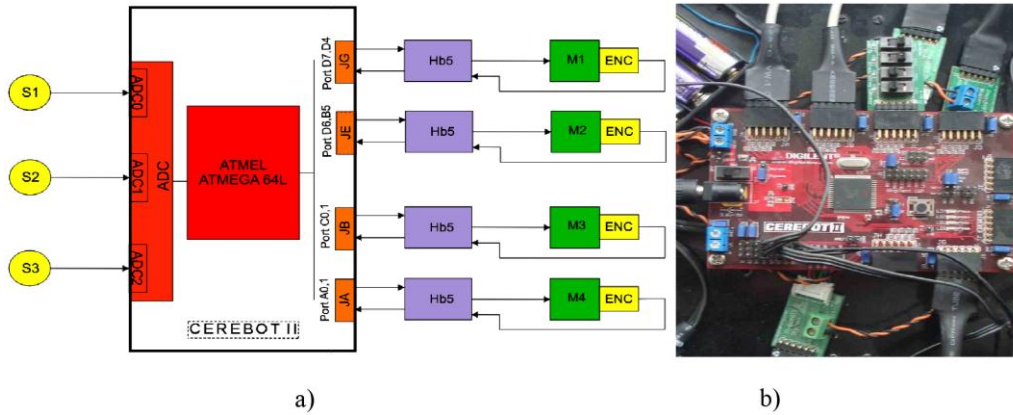 S1
S2
S3
ADC0
ADC1
ADC2
ADC
ATMEL
ATMEGA 64L
CEREBOT II
Port D7,D4
JG
Hb5
M1
ENC
Port D6,B5
JE
Hb5
M2
ENC
Port C0,1
JB
Hb5
M3
ENC
Port A0,1
JA
Hb5
M4
ENC
a)
DIGILENT
CEREBOT II
b)